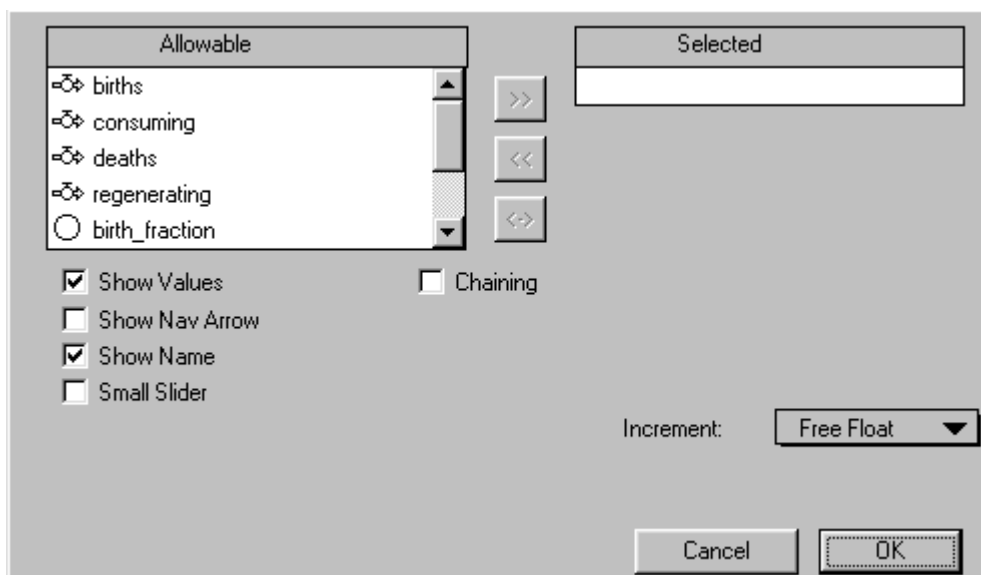 Allowable
Selected
births
>>
consuming
deaths
<<
regenerating
<->
birth_fraction
Show Values
Chaining
Show Nav Arrow
Show Name
Small Slider
Increment:
Free Float
Cancel
OK